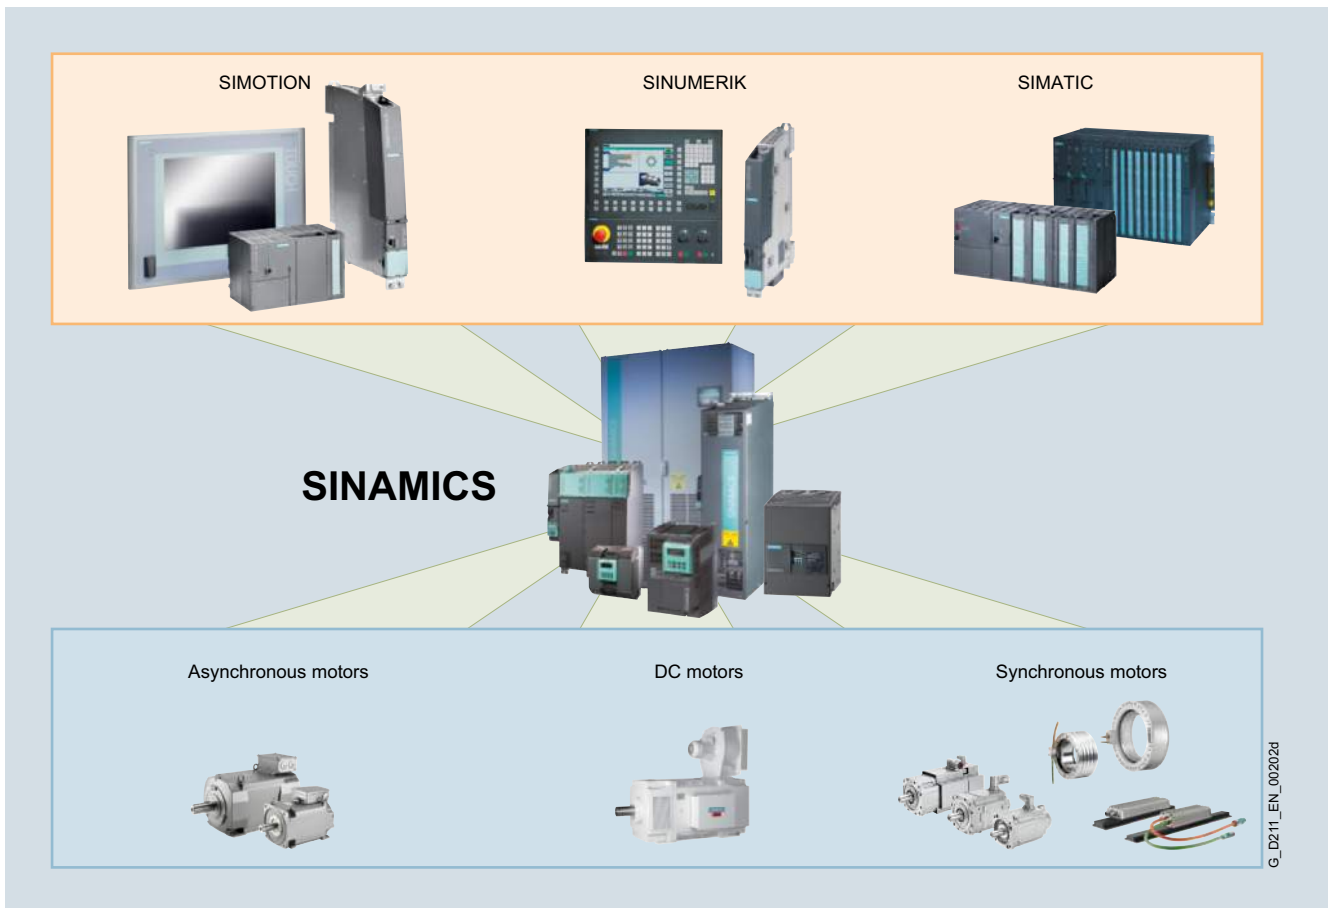 SIMOTION
SINUMERIK
SIMATIC
SINAMICS
Asynchronous motors
DC motors
Synchronous motors
G_D211_EN_00202d